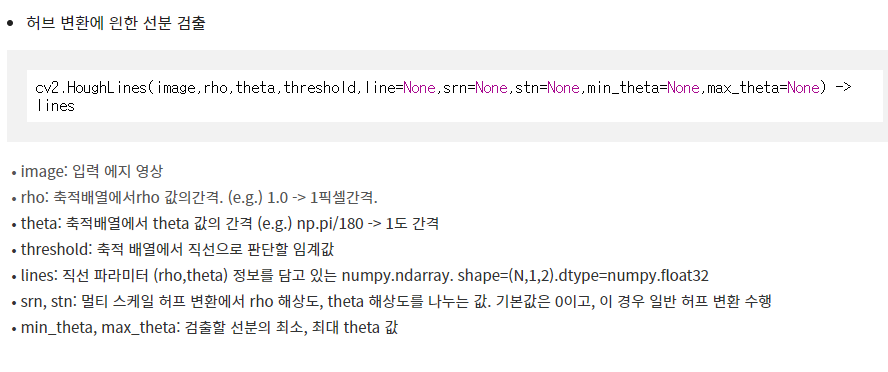 • 허브 변환에 읜한 선분 검출
cv2.HoughLines(image,rho,theta,threshold,line=None,srn=None,stn=None,min_theta=None,max_theta=None) ->
lines
• image: 입력 에지 영상
• rho: 축적배열에서rho 값의간격. (e.g.) 1.0 -> 1픽셀간격.
• theta: 축적배열에서 theta 값의 간격 (e.g.) np.pi/180 -> 1도 간격
• threshold: 축적 배열에서 직선으로 판단할 임계값
• lines: 직선 파라미터 (rho,theta) 정보를 담고 있는 numpy.ndarray. shape=(N,1,2).dtype=numpy.float32
• srn, stn: 멀티 스케일 허프 변환에서 rho 해상도, theta 해상도를 나누는 값. 기본값은 0이고, 이 경우 일반 허프 변환 수행
• min_theta, max_theta: 검출할 선분의 최소, 최대 theta 값